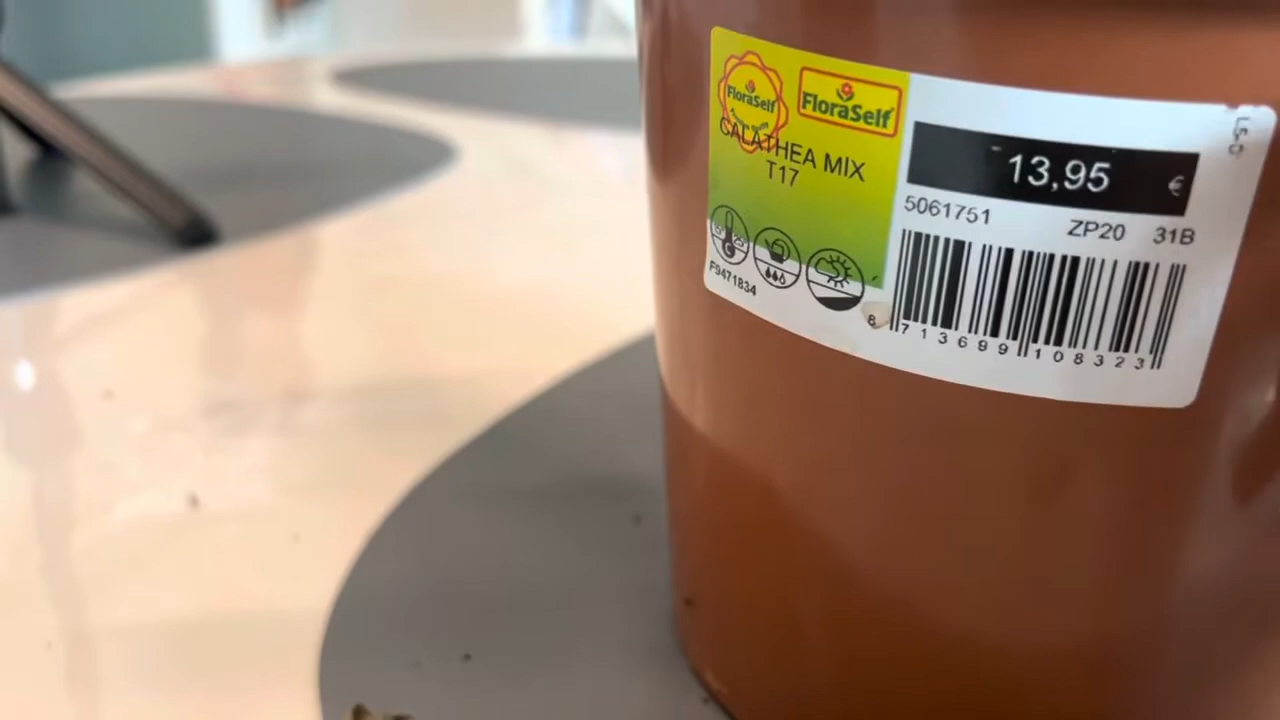 FloraSelf
FloraSelf
CALATHEA MIX
T17
F9471834
13,95 €
5061751 ZP20 31B
8 713699 108323